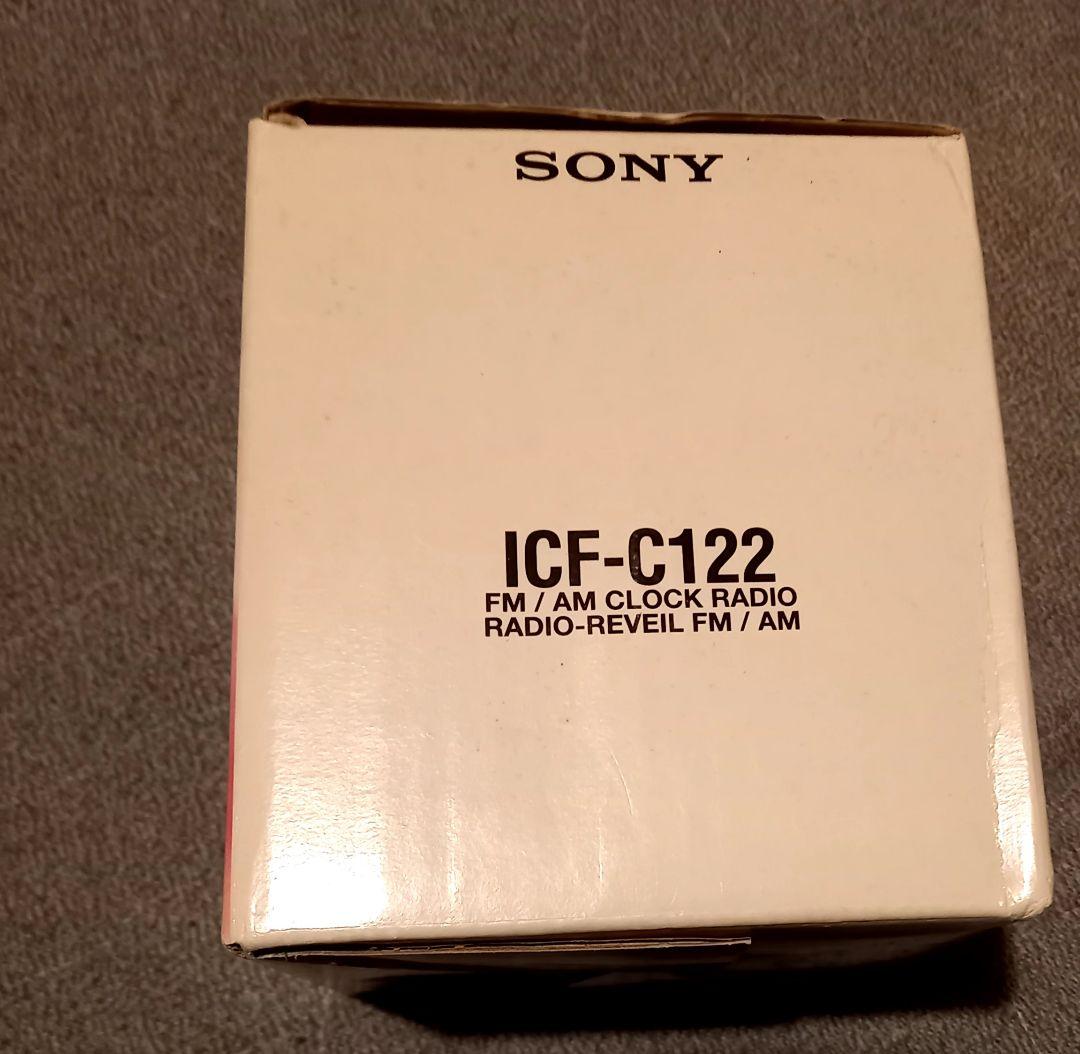 SONY
ICF-C122
FM / AM CLOCK RADIO
RADIO-REVEIL FM / AM